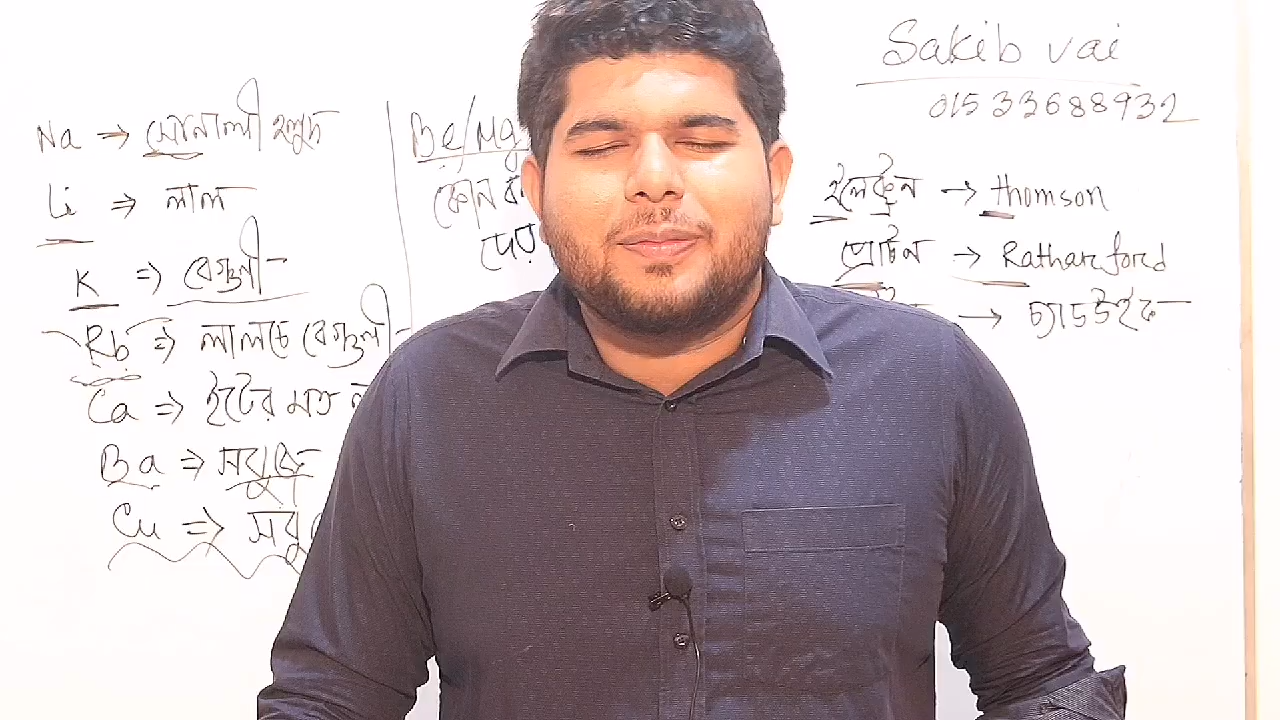 Na ⇒ সোনালী হলুদ
Li ⇒ লাল
K ⇒ বেগুনী
Rb ⇒ লালচে বেগুনী
Ca ⇒ ইটের মত
Ba ⇒ সবুজ
Cu ⇒ সবু
Be/Mg
কোন
দেয়
Sakib vai
01533688932
ইলেক্ট্রন → thomson
প্রোটন → Ratharford
→ চ্যাডউইক